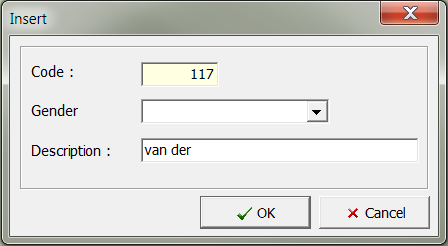 Insert
Code : 117
Gender
Description : van der
OK Cancel